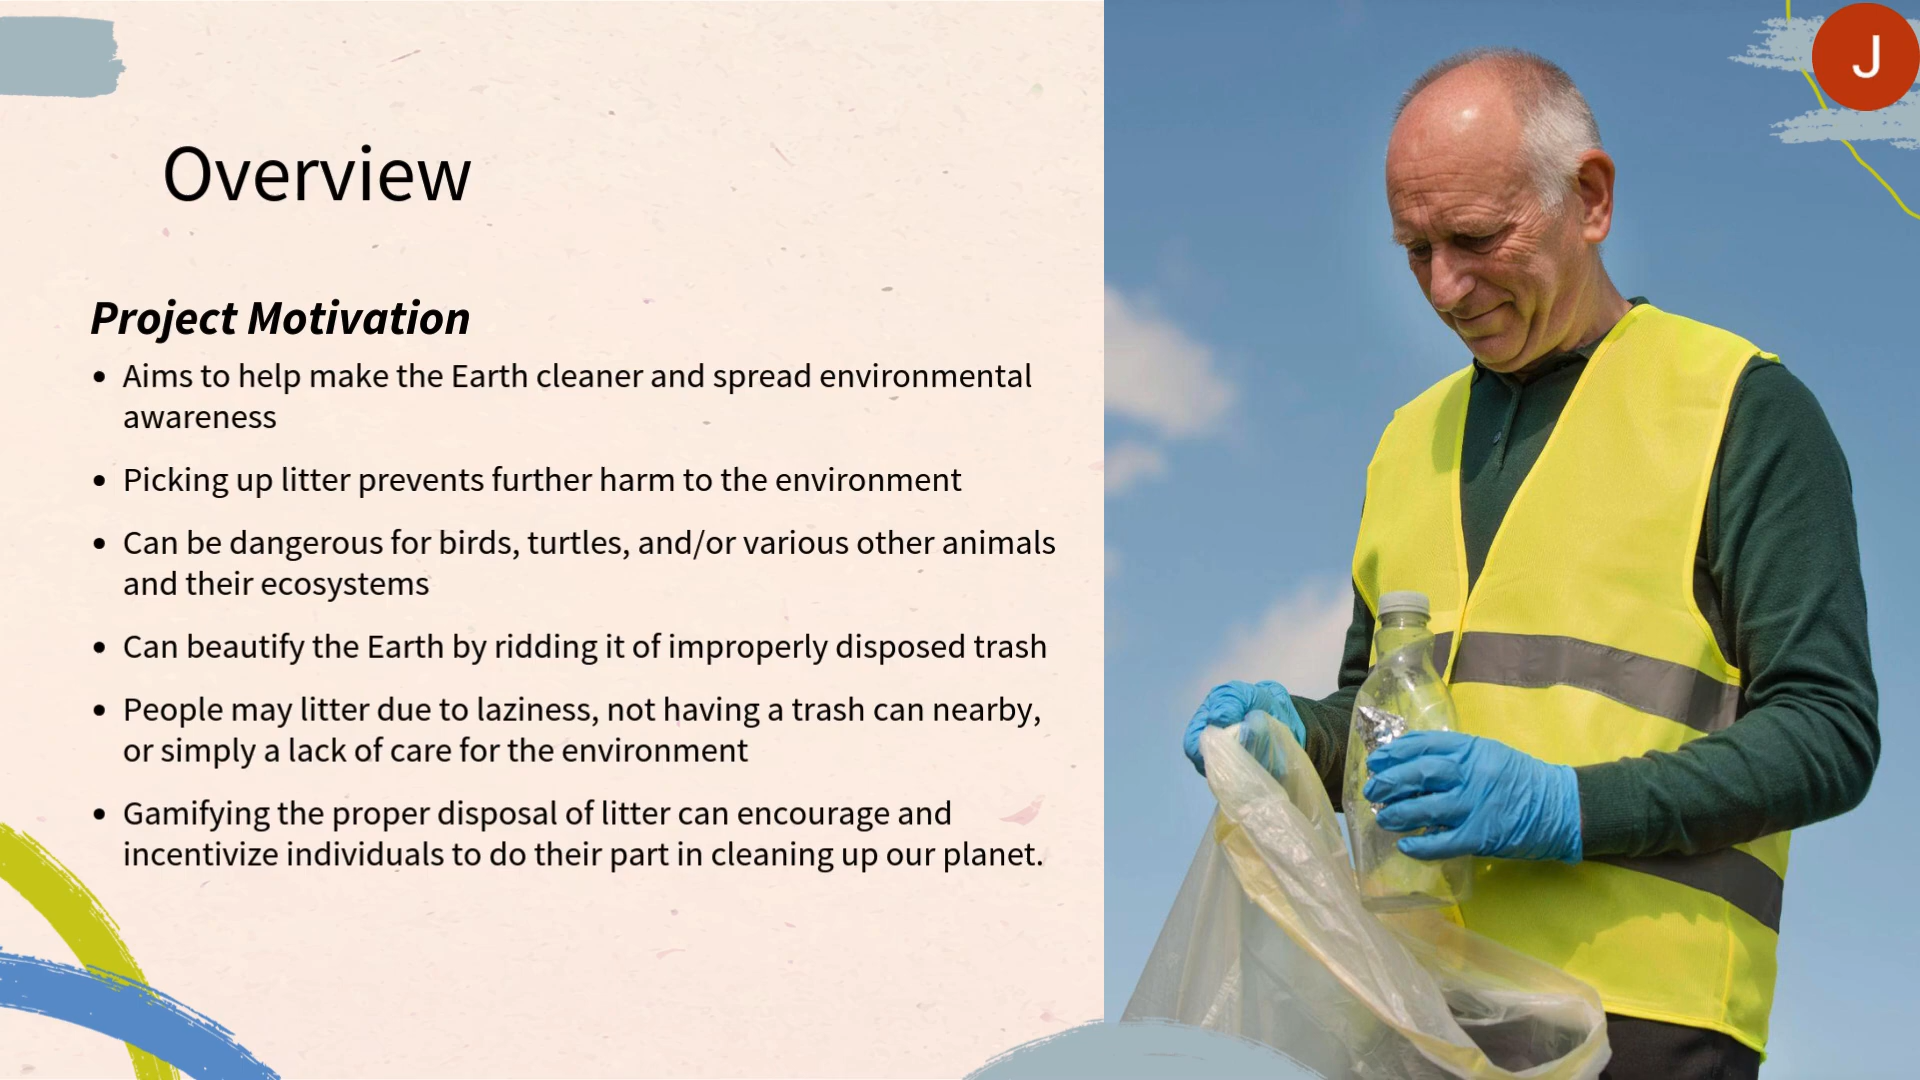 J
Overview
Project Motivation
• Aims to help make the Earth cleaner and spread environmental
awareness
• Picking up litter prevents further harm to the environment
• Can be dangerous for birds, turtles, and/or various other animals
and their ecosystems
• Can beautify the Earth by ridding it of improperly disposed trash
• People may litter due to laziness, not having a trash can nearby,
or simply a lack of care for the environment
• Gamifying the proper disposal of litter can encourage and
incentivize individuals to do their part in cleaning up our planet.